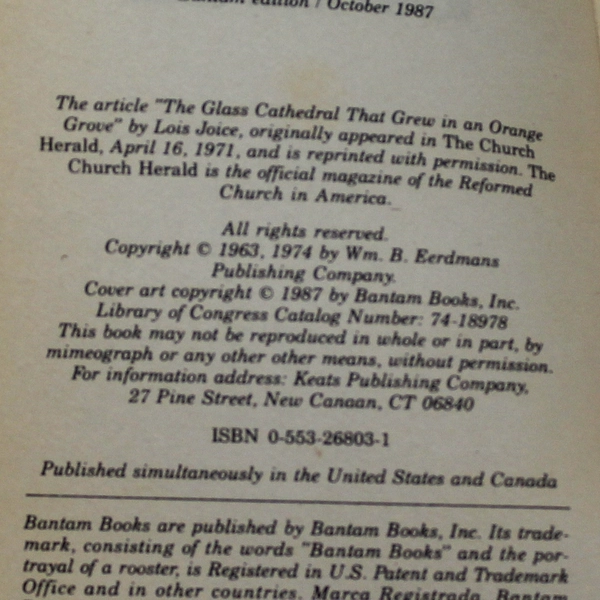 Bantam edition / October 1987
The article "The Glass Cathedral That Grew in an Orange
Grove" by Lois Joice, originally appeared in The Church
Herald, April 16, 1971, and is reprinted with permission. The
Church Herald is the official magazine of the Reformed
Church in America.
All rights reserved.
Copyright © 1963, 1974 by Wm. B. Eerdmans
Publishing Company.
Cover art copyright © 1987 by Bantam Books, Inc.
Library of Congress Catalog Number: 74-18978
This book may not be reproduced in whole or in part, by
mimeograph or any other other means, without permission.
For information address: Keats Publishing Company,
27 Pine Street, New Canaan, CT 06840
ISBN 0-553-26803-1
Published simultaneously in the United States and Canada
Bantam Books are published by Bantam Books, Inc. Its trade-
mark, consisting of the words "Bantam Books" and the por-
trayal of a rooster, is Registered in U.S. Patent and Trademark
Office and in other countries. Marca Registrada. Bantam